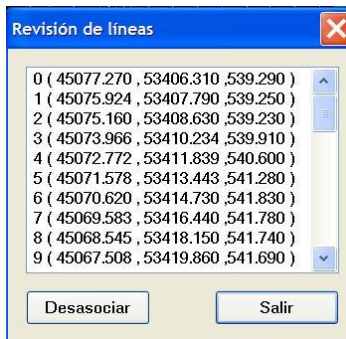 Revisión de líneas
0 ( 45077.270 , 53406.310 ,539.290 )
1 ( 45075.924 , 53407.790 ,539.250 )
2 ( 45075.160 , 53408.630 ,539.230 )
3 ( 45073.966 , 53410.234 ,539.910 )
4 ( 45072.772 , 53411.839 ,540.600 )
5 ( 45071.578 , 53413.443 ,541.280 )
6 ( 45070.620 , 53414.730 ,541.830 )
7 ( 45069.583 , 53416.440 ,541.780 )
8 ( 45068.545 , 53418.150 ,541.740 )
9 ( 45067.508 , 53419.860 ,541.690 )
Desasociar Salir